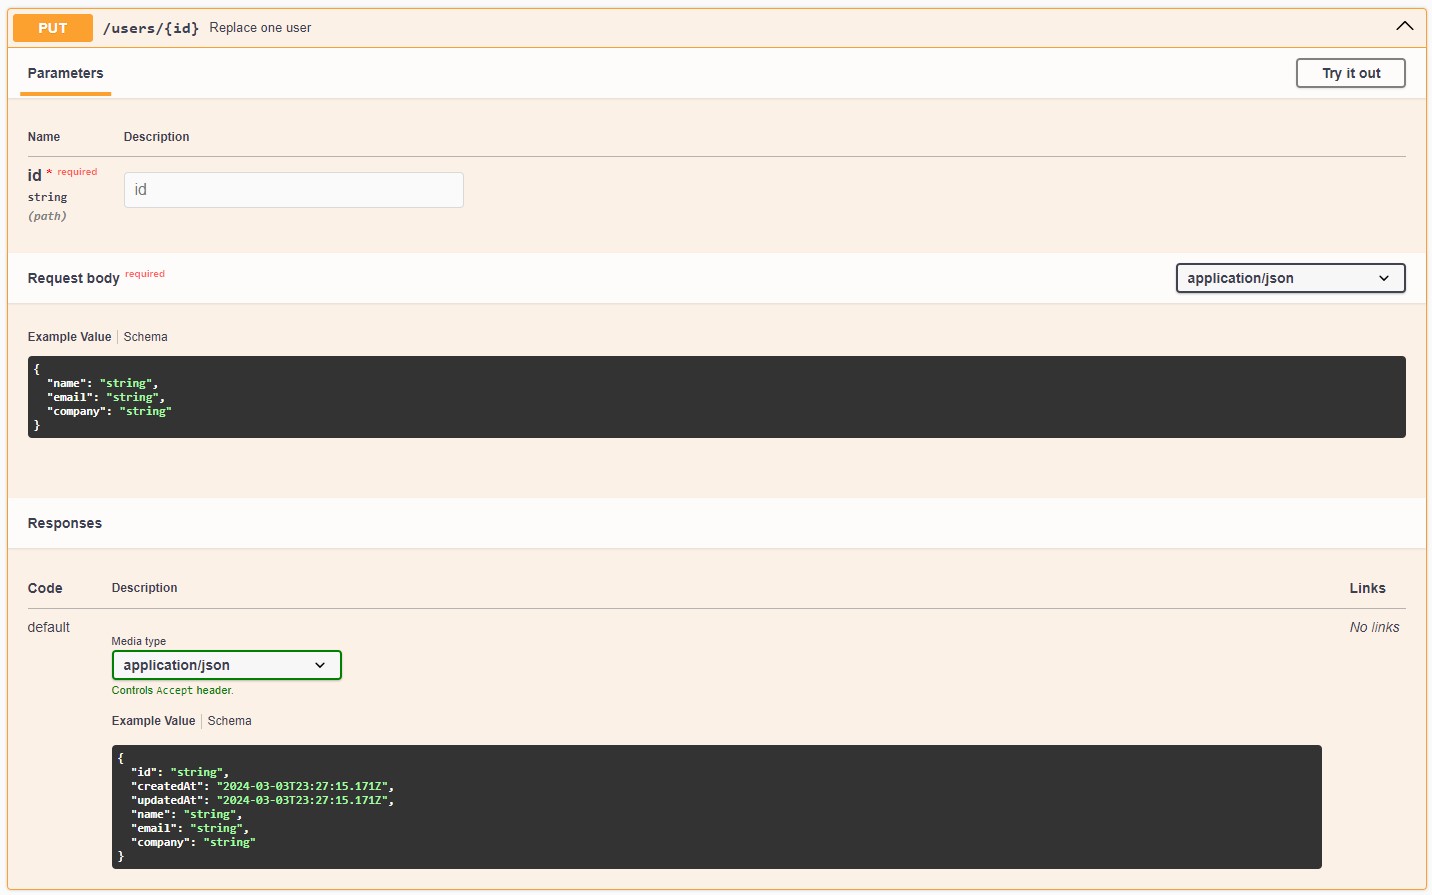 PUT /users/{id} Replace one user
Parameters Try it out
Name Description
id * required
string
(path)
id
Request body required application/json
Example Value Schema
{
  "name": "string",
  "email": "string",
  "company": "string"
}
Responses
Code Description Links
default No links
Media type
application/json
Controls Accept header.
Example Value Schema
{
  "id": "string",
  "createdAt": "2024-03-03T23:27:15.171Z",
  "updatedAt": "2024-03-03T23:27:15.171Z",
  "name": "string",
  "email": "string",
  "company": "string"
}